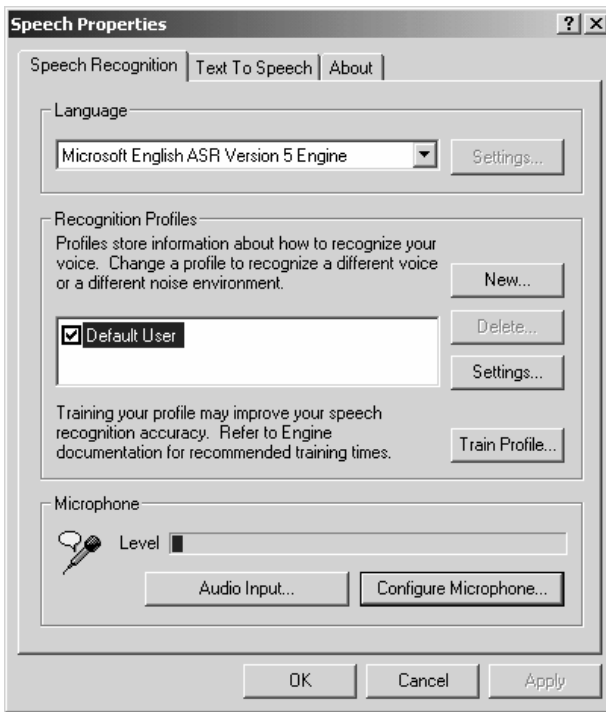 Speech Properties
Speech Recognition Text To Speech About
Language
Microsoft English ASR Version 5 Engine Settings...
Recognition Profiles
Profiles store information about how to recognize your
voice. Change a profile to recognize a different voice
or a different noise environment.
New...
Default User
Delete...
Settings...
Training your profile may improve your speech
recognition accuracy. Refer to Engine
documentation for recommended training times.
Train Profile...
Microphone
Level
Audio Input... Configure Microphone...
OK Cancel Apply